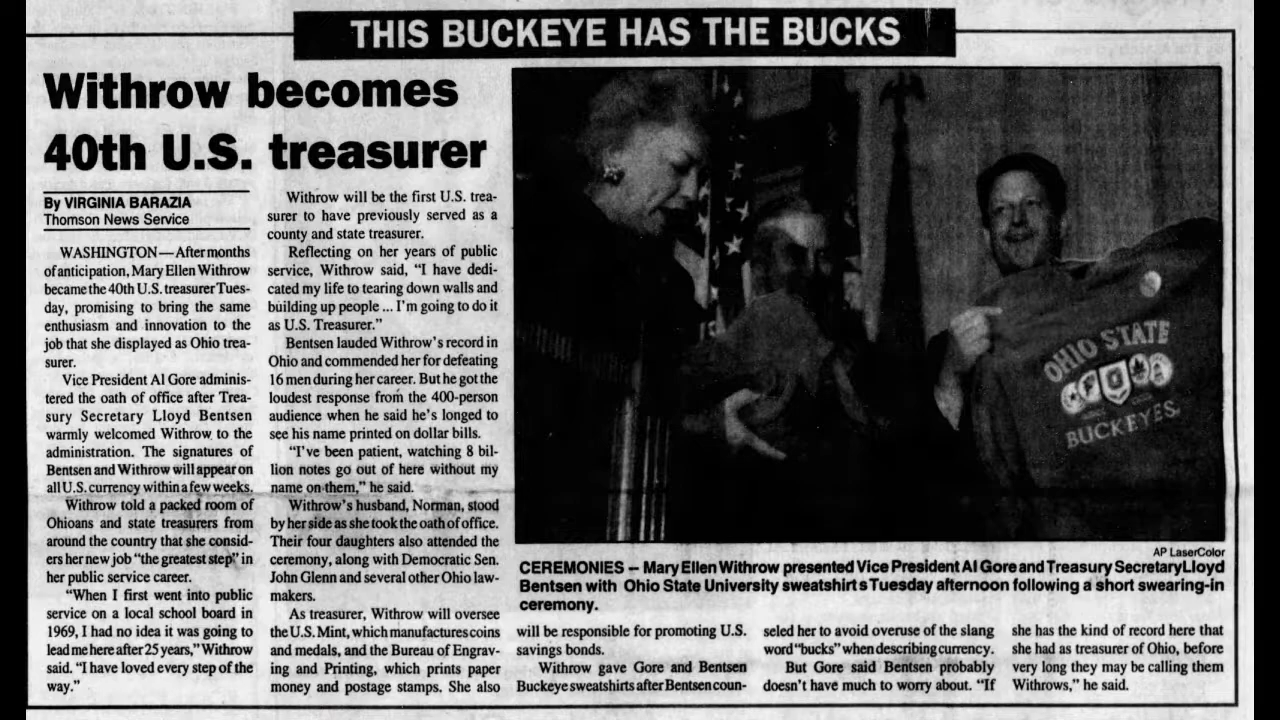 THIS BUCKEYE HAS THE BUCKS
Withrow becomes
40th U.S. treasurer
By VIRGINIA BARAZIA
Thomson News Service
WASHINGTON — After months
of anticipation, Mary Ellen Withrow
became the 40th U.S. treasurer Tues-
day, promising to bring the same
enthusiasm and innovation to the
job that she displayed as Ohio trea-
surer.
Vice President Al Gore adminis-
tered the oath of office after Trea-
sury Secretary Lloyd Bentsen
warmly welcomed Withrow to the
administration. The signatures of
Bentsen and Withrow will appear on
all U.S. currency within a few weeks.
Withrow told a packed room of
Ohioans and state treasurers from
around the country that she consid-
ers her new job "the greatest step" in
her public service career.
"When I first went into public
service on a local school board in
1969, I had no idea it was going to
lead me here after 25 years," Withrow
said. "I have loved every step of the
way."
Withrow will be the first U.S. trea-
surer to have previously served as a
county and state treasurer.
Reflecting on her years of public
service, Withrow said, "I have dedi-
cated my life to tearing down walls and
building up people ... I'm going to do it
as U.S. Treasurer."
Bentsen lauded Withrow's record in
Ohio and commended her for defeating
16 men during her career. But he got the
loudest response from the 400-person
audience when he said he's longed to
see his name printed on dollar bills.
"I've been patient, watching 8 bil-
lion notes go out of here without my
name on them," he said.
Withrow's husband, Norman, stood
by her side as she took the oath of office.
Their four daughters also attended the
ceremony, along with Democratic Sen.
John Glenn and several other Ohio law-
makers.
As treasurer, Withrow will oversee
the U.S. Mint, which manufactures coins
and medals, and the Bureau of Engrav-
ing and Printing, which prints paper
money and postage stamps. She also
OHIO STATE
BUCKEYES
AP LaserColor
CEREMONIES — Mary Ellen Withrow presented Vice President Al Gore and Treasury Secretary Lloyd
Bentsen with Ohio State University sweatshirts Tuesday afternoon following a short swearing-in
ceremony.
will be responsible for promoting U.S.
savings bonds.
Withrow gave Gore and Bentsen
Buckeye sweatshirts after Bentsen coun-
seled her to avoid overuse of the slang
word "bucks" when describing currency.
But Gore said Bentsen probably
doesn't have much to worry about. "If
she has the kind of record here that
she had as treasurer of Ohio, before
very long they may be calling them
Withrows," he said.